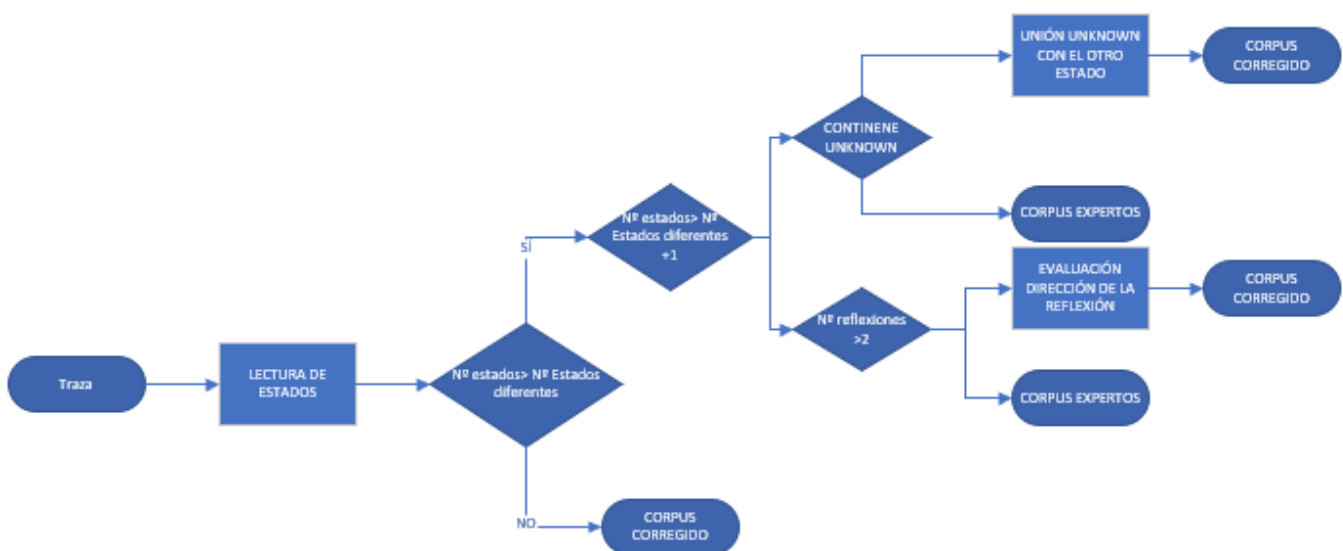 UNIÓN UNKNOWN
CON EL OTRO
ESTADO
CORPUS
CORREGIDO
CONTINENE
UNKNOWN
CORPUS EXPERTOS
Nº estados> Nº
Estados diferentes
+1
SÍ
EVALUACIÓN
DIRECCIÓN DE LA
REFLEXIÓN
CORPUS
CORREGIDO
Nº reflexiones
>2
CORPUS EXPERTOS
Traza
LECTURA DE
ESTADOS
Nº estados> Nº Estados
diferentes
NO
CORPUS
CORREGIDO